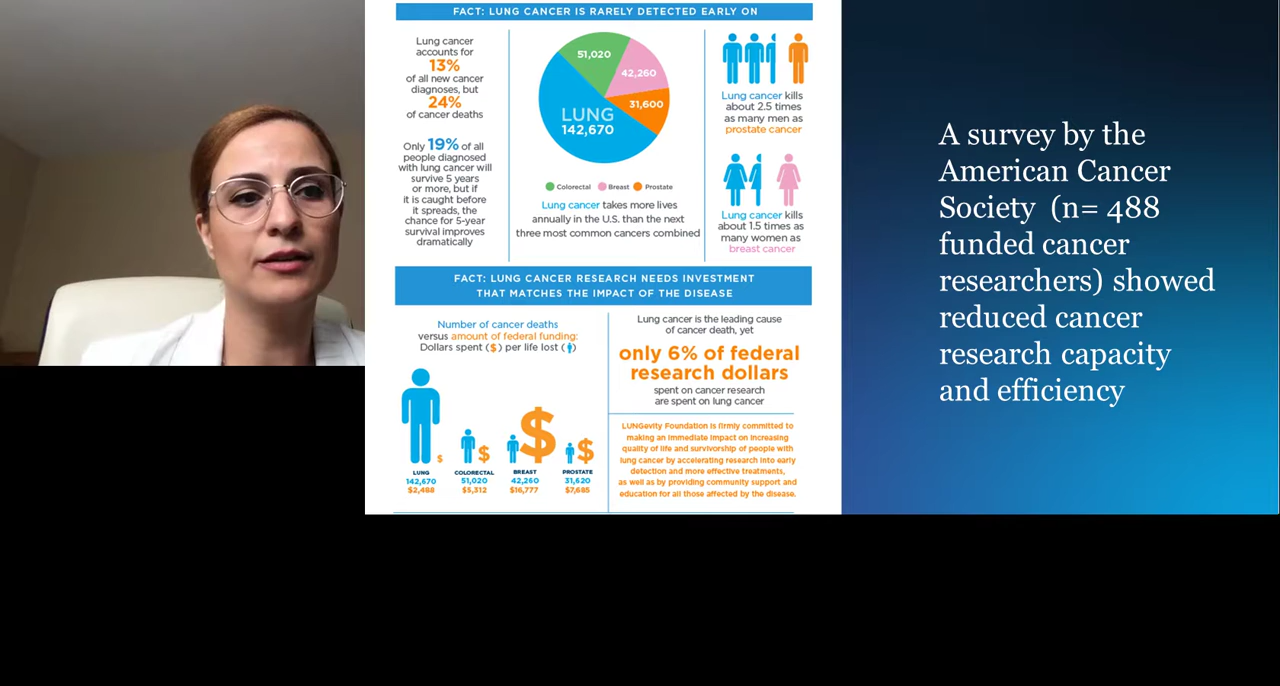 FACT: LUNG CANCER IS RARELY DETECTED EARLY ON
Lung cancer
accounts for
13%
of all new cancer
diagnoses, but
24%
of cancer deaths
Only 19% of all
people diagnosed
with lung cancer will
survive 5 years
or more, but if
it is caught before
it spreads, the
chance for 5-year
survival improves
dramatically
51,020
42,260
31,600
LUNG
142,670
Colorectal Breast Prostate
Lung cancer takes more lives
annually in the U.S. than the next
three most common cancers combined
Lung cancer kills
about 2.5 times
as many men as
prostate cancer
Lung cancer kills
about 1.5 times as
many women as
breast cancer
FACT: LUNG CANCER RESEARCH NEEDS INVESTMENT
THAT MATCHES THE IMPACT OF THE DISEASE
Number of cancer deaths
versus amount of federal funding:
Dollars spent ($) per life lost ( )
$ $ $ $
LUNG COLORECTAL BREAST PROSTATE
142,670 51,020 42,260 31,620
$2,488 $5,312 $16,777 $7,685
Lung cancer is the leading cause
of cancer death, yet
only 6% of federal
research dollars
spent on cancer research
are spent on lung cancer
LUNGevity Foundation is firmly committed to
making an immediate impact on increasing
quality of life and survivorship of people with
lung cancer by accelerating research into early
detection and more effective treatments,
as well as by providing community support and
education for all those affected by the disease.
A survey by the
American Cancer
Society (n= 488
funded cancer
researchers) showed
reduced cancer
research capacity
and efficiency